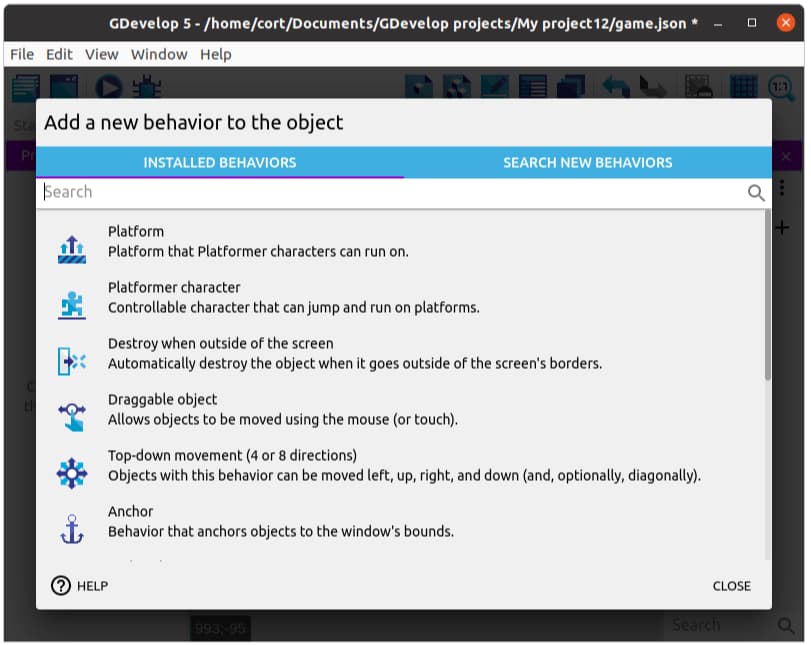 GDevelop 5 - /home/cort/Documents/GDevelop projects/My project12/game.json *
File Edit View Window Help
1:1
Sta
Add a new behavior to the object
Pr
INSTALLED BEHAVIORS SEARCH NEW BEHAVIORS
Search
Platform
Platform that Platformer characters can run on.
Platformer character
Controllable character that can jump and run on platforms.
Destroy when outside of the screen
Automatically destroy the object when it goes outside of the screen's borders.
Draggable object
Allows objects to be moved using the mouse (or touch).
Top-down movement (4 or 8 directions)
Objects with this behavior can be moved left, up, right, and down (and, optionally, diagonally).
Anchor
Behavior that anchors objects to the window's bounds.
HELP CLOSE
993;-95 Search